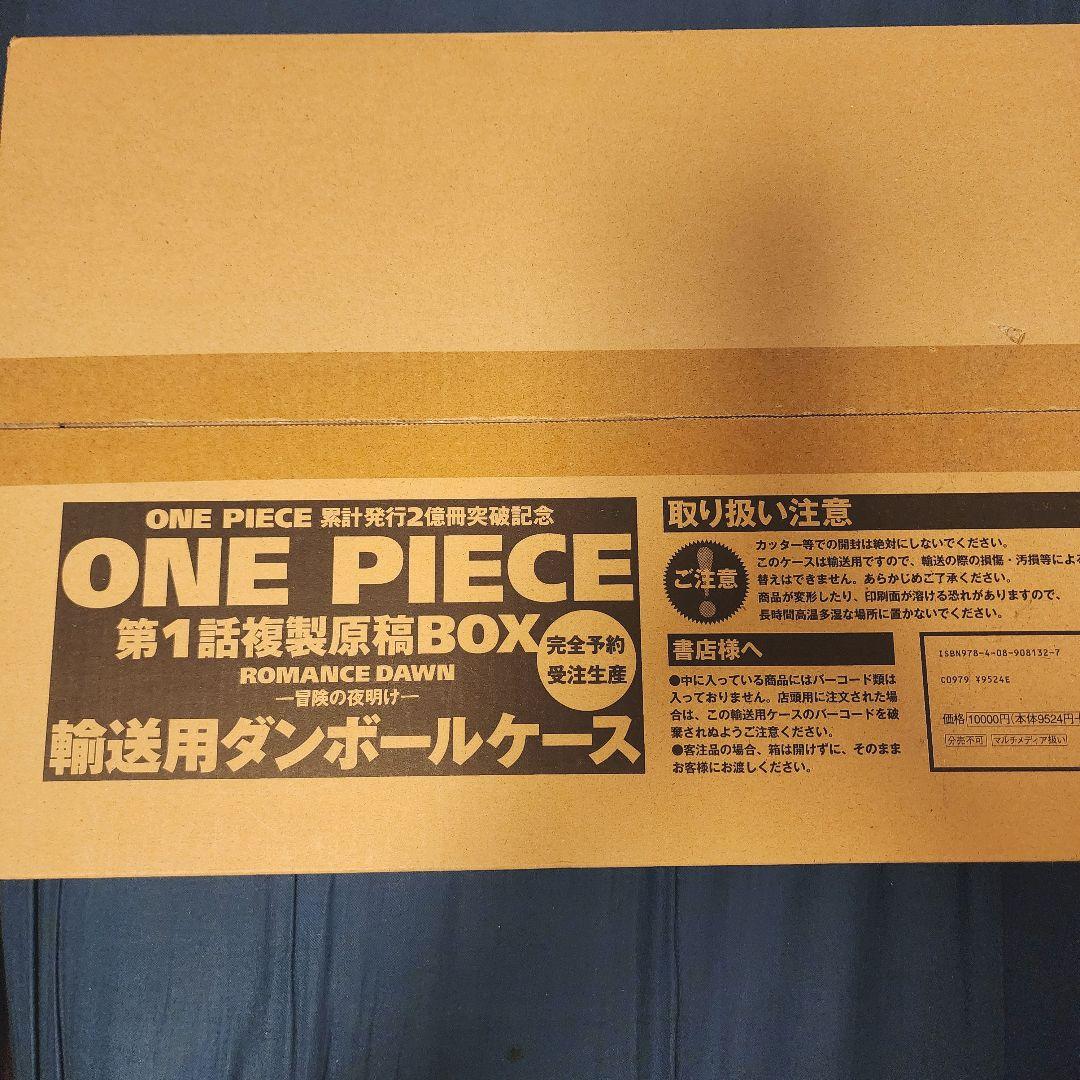 ONE PIECE 累計発行2億冊突破記念
ONE PIECE
第1話複製原稿BOX
ROMANCE DAWN
—冒険の夜明け—
完全予約
受注生産
輸送用ダンボールケース
取り扱い注意
ご注意
カッター等での開封は絶対にしないでください。
このケースは輸送用ですので、輸送の際の損傷・汚損等による
替えはできません。あらかじめご了承ください。
商品が変形したり、印刷面が溶ける恐れがありますので、
長時間高温多湿な場所に置かないでください。
書店様へ
●中に入っている商品にはバーコード類は
入っておりません。店頭用に注文された場
合は、この輸送用ケースのバーコードを破
棄されぬようご注意ください。
●客注品の場合、箱は開けずに、そのまま
お客様にお渡しください。
ISBN978-4-08-908132-7
C0979 ¥9524E
価格 10000円(本体9524円+
分売不可 マルチメディア扱い